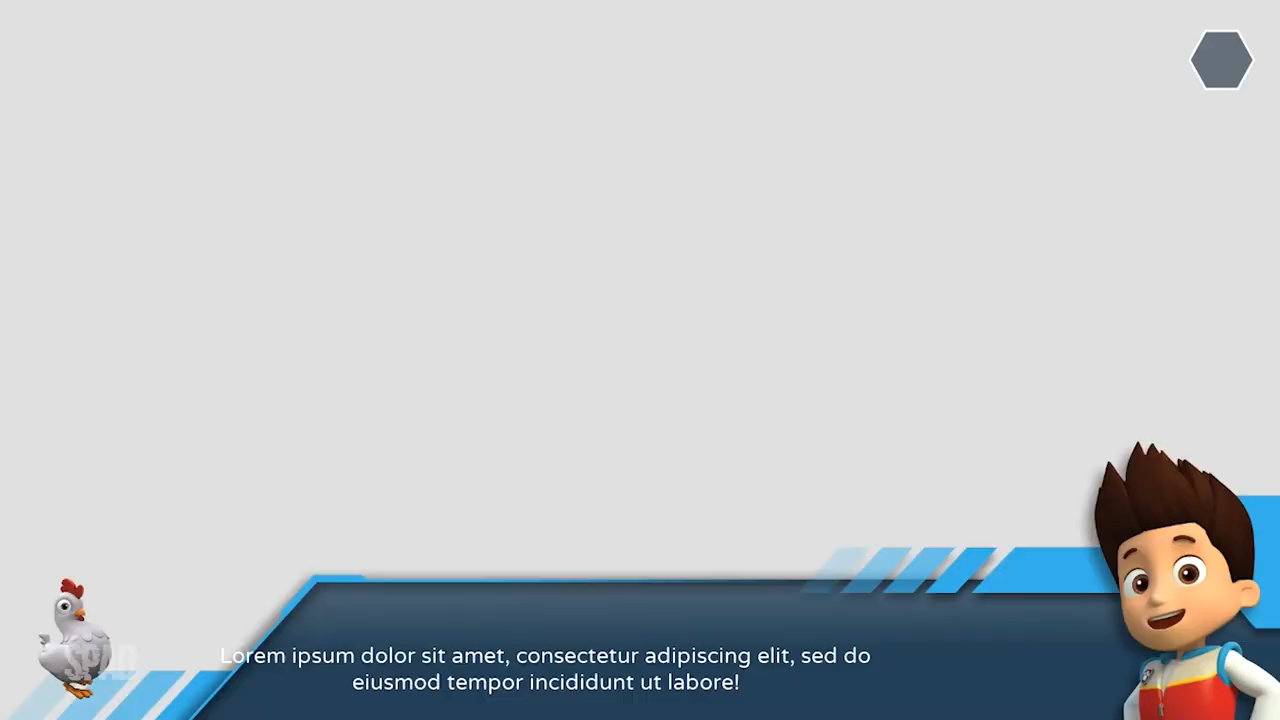 Lorem ipsum dolor sit amet, consectetur adipiscing elit, sed do
eiusmod tempor incididunt ut labore!